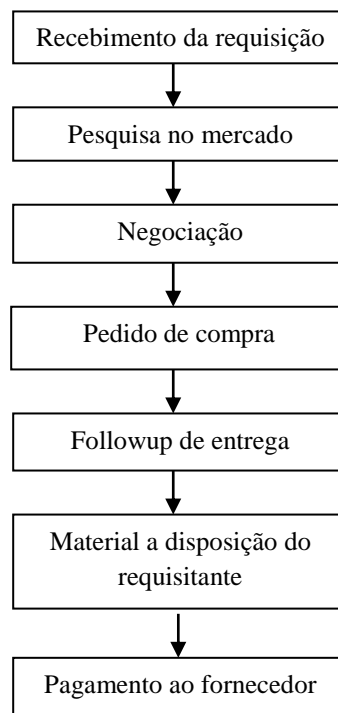 Recebimento da requisição
Pesquisa no mercado
Negociação
Pedido de compra
Followup de entrega
Material a disposição do
requisitante
Pagamento ao fornecedor